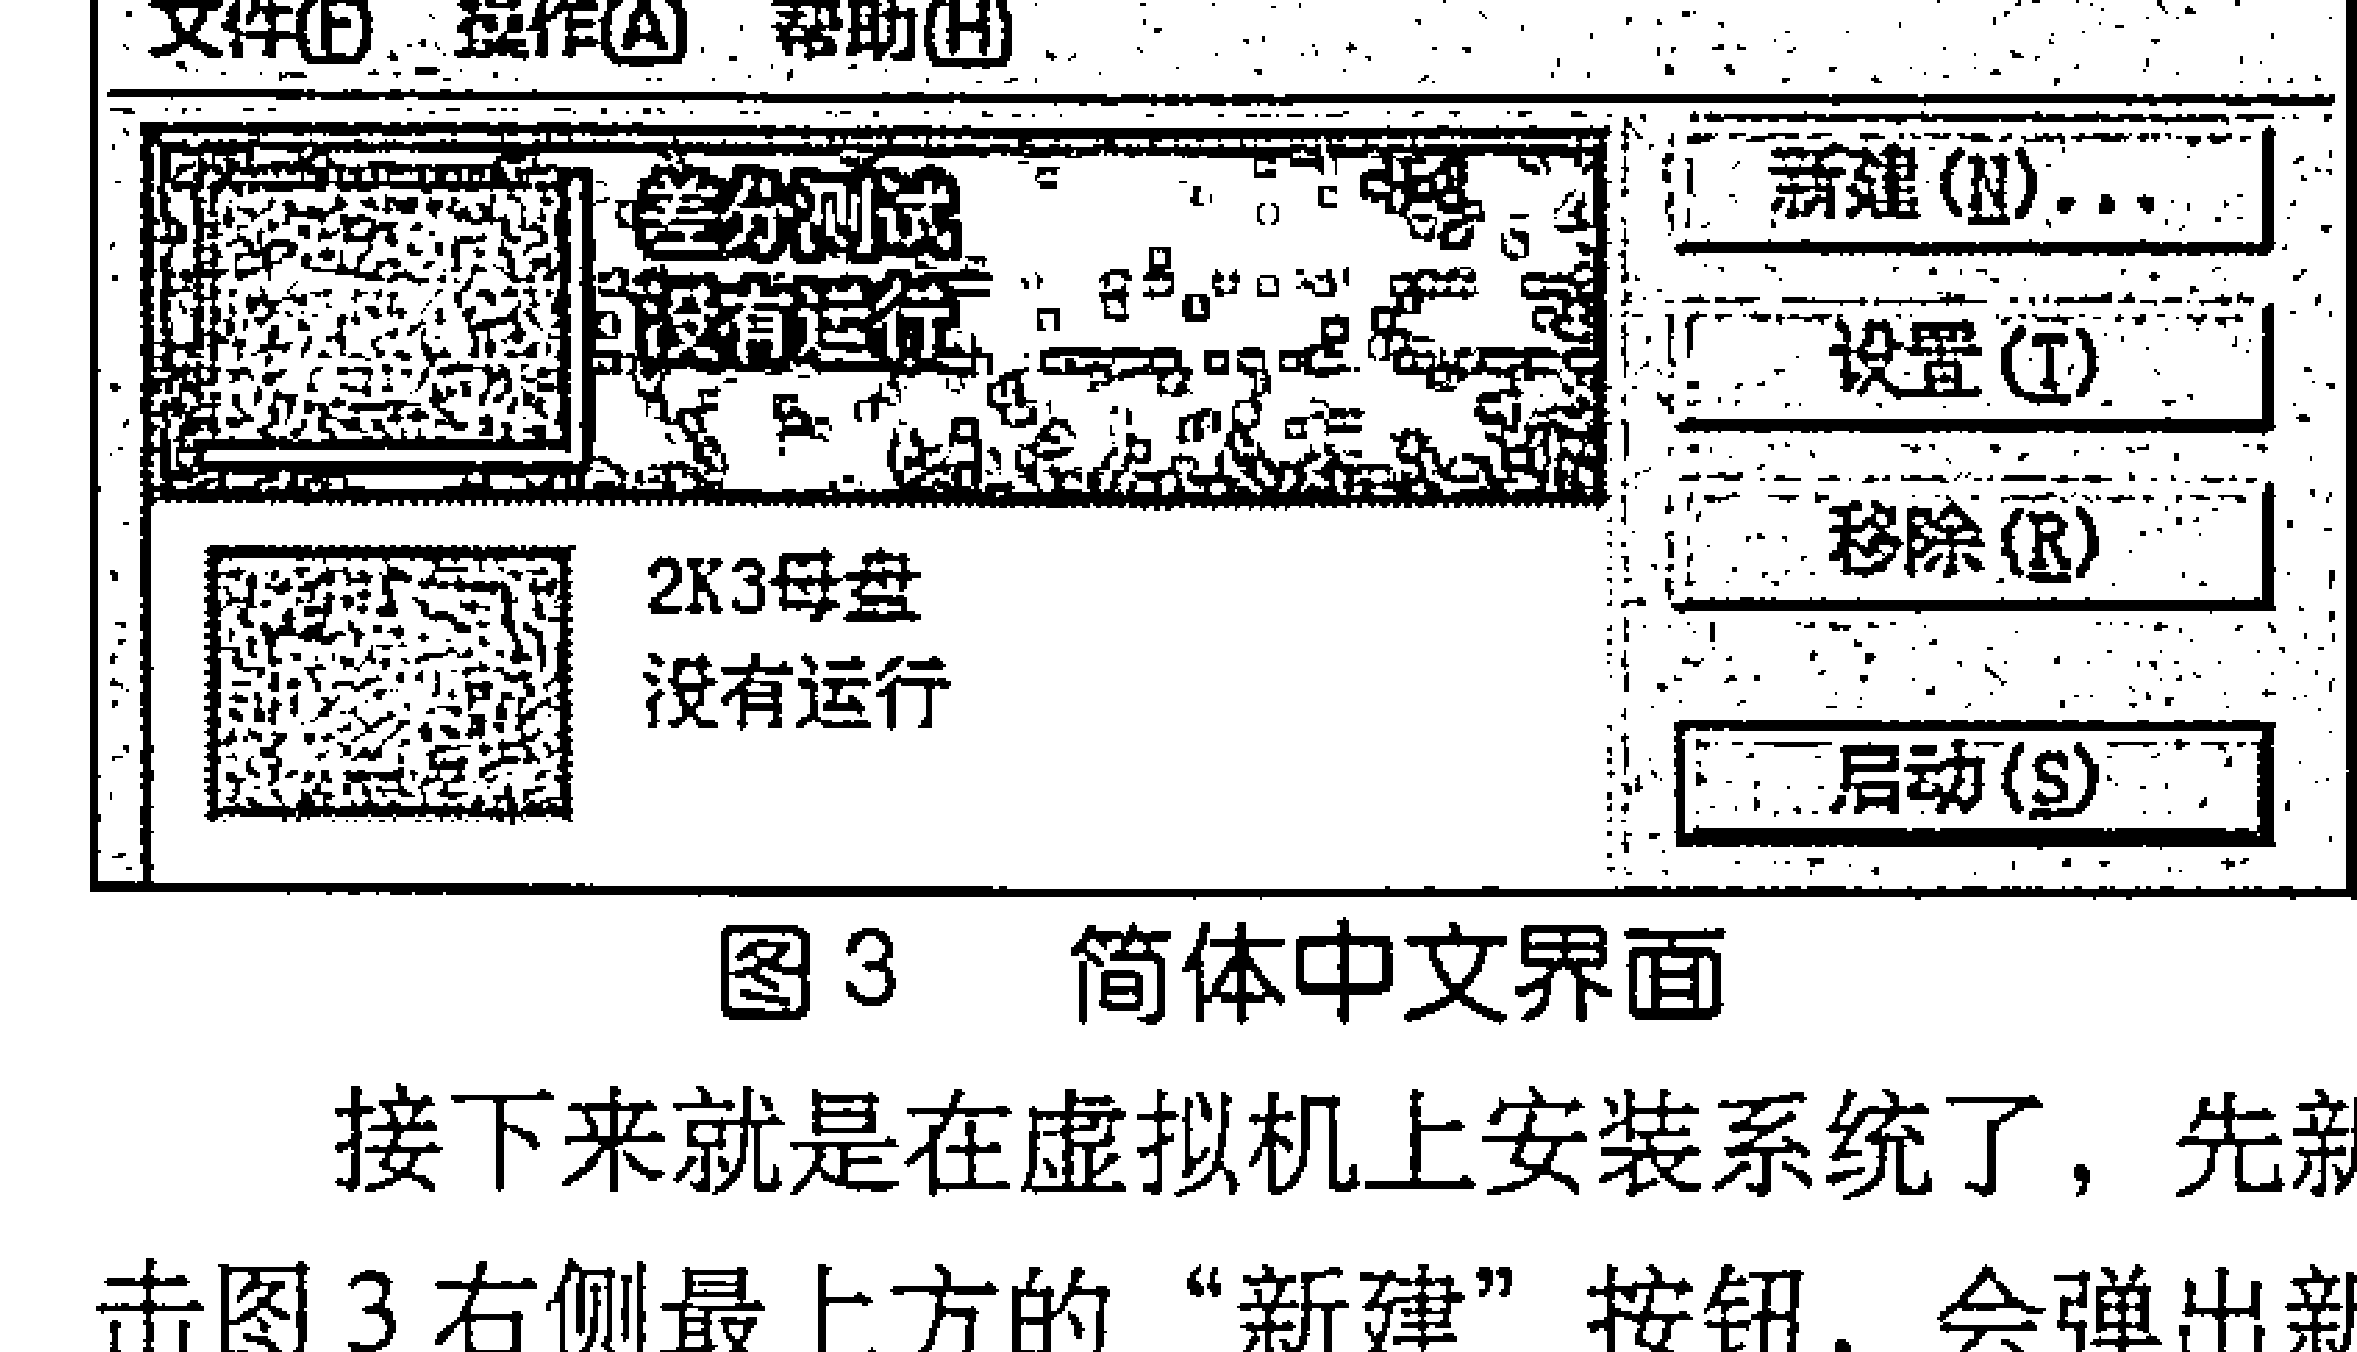 文件(F) 操作(A) 帮助(H)
差分测试
没有运行
2K3母盘
没有运行
新建(N)...
设置(I)
移除(R)
启动(S)
图3 简体中文界面
接下来就是在虚拟机上安装系统了，先新
击图3右侧最上方的“新建”按钮，会弹出新